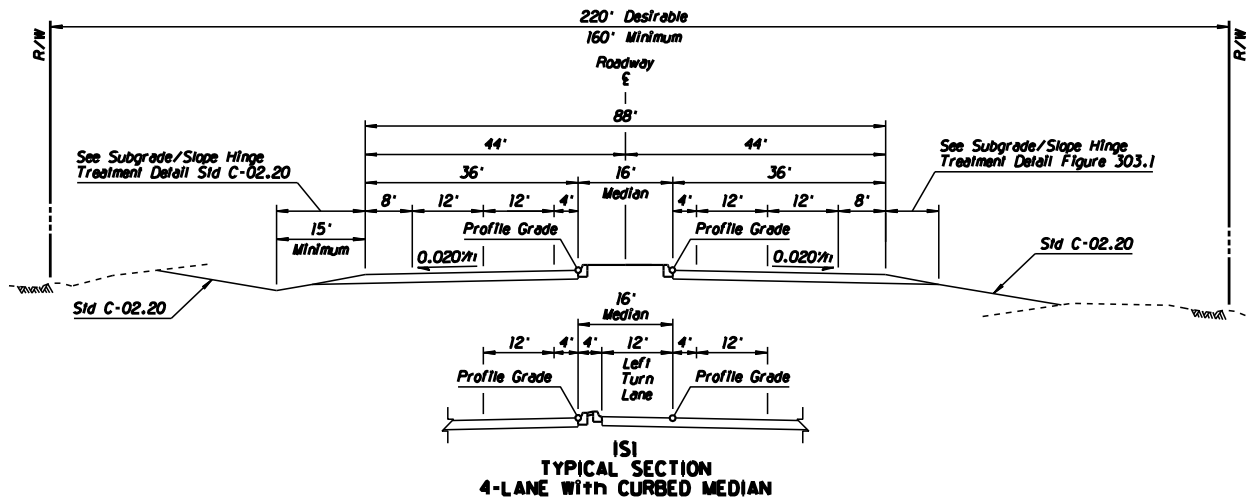 220' Desirable
160' Minimum
R/W
R/W
Roadway
℄
88'
44' 44'
See Subgrade/Slope Hinge
Treatment Detail Std C-02.20
See Subgrade/Slope Hinge
Treatment Detail Figure 303.1
36' 16' 36'
Median
8' 12' 12' 4' 4' 12' 12' 8'
15'
Minimum
Profile Grade Profile Grade
0.020'/ft 0.020'/ft
Std C-02.20
Std C-02.20
16'
Median
12' 4' 4' 12' 4' 12'
Left
Turn
Lane
Profile Grade Profile Grade
TYPICAL SECTION
4-LANE With CURBED MEDIAN